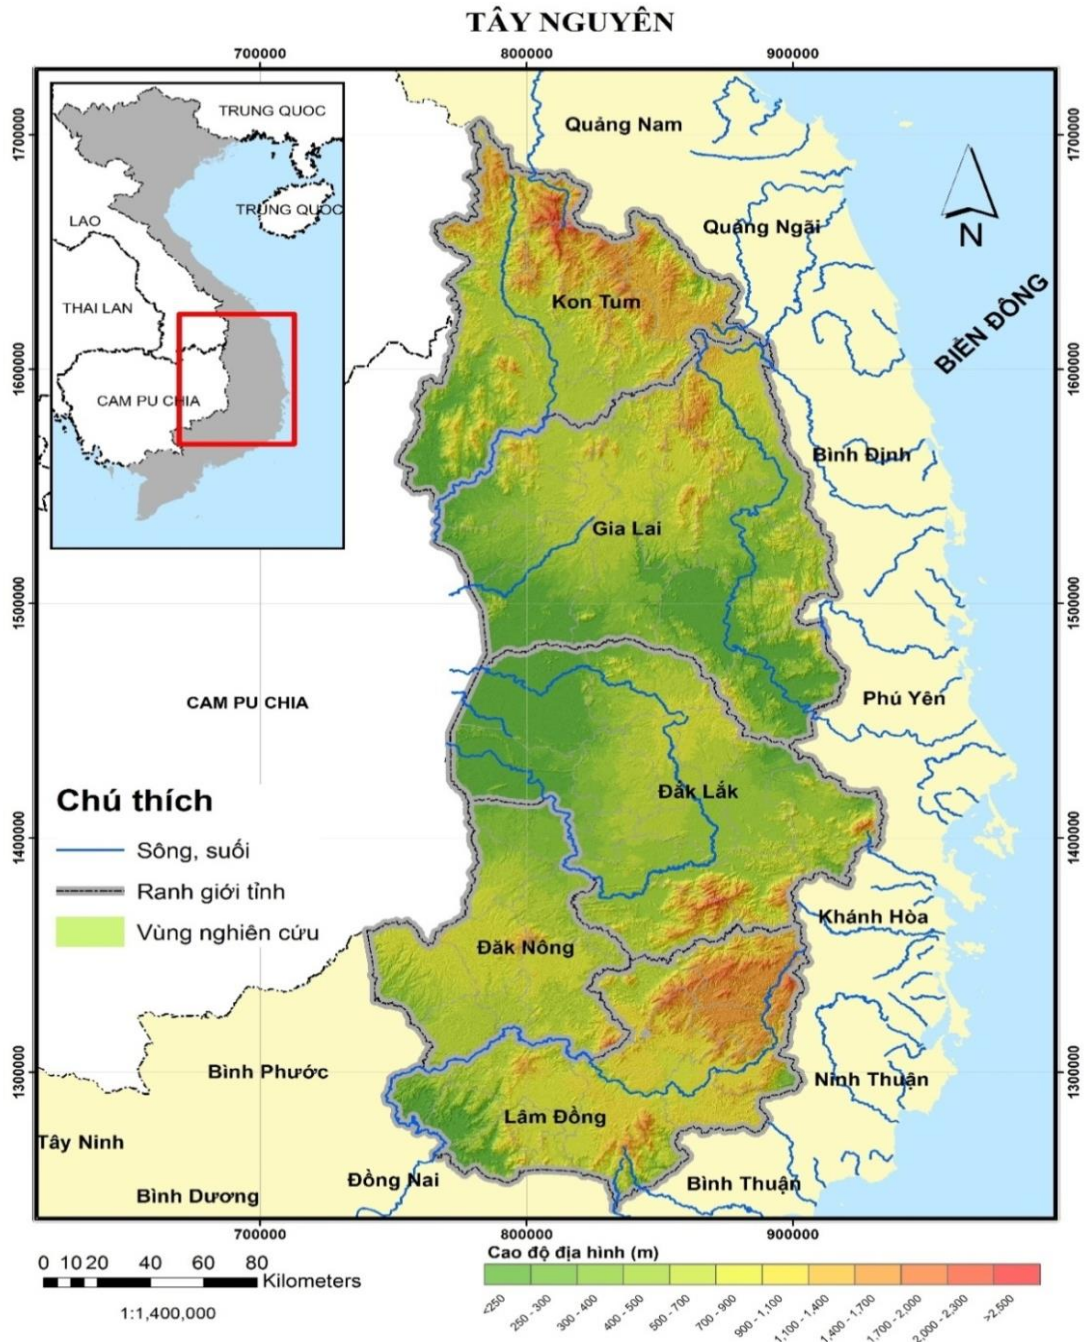 TÂY NGUYÊN
700000
800000
900000
1700000
1600000
1500000
1400000
1300000
1700000
1600000
1500000
1400000
1300000
TRUNG QUOC
TRUNG QUOC
LAO
THAI LAN
CAM PU CHIA
Quảng Nam
Quãng Ngãi
N
BIỂN ĐÔNG
Kon Tum
Bình Định
Gia Lai
CAM PU CHIA
Phú Yên
Đắk Lắk
Chú thích
Sông, suối
Ranh giới tỉnh
Vùng nghiên cứu
Khánh Hòa
Đăk Nông
Bình Phước
Ninh Thuận
Lâm Đồng
Tây Ninh
Đồng Nai
Bình Thuận
Bình Dương
700000
800000
900000
0 10 20 40 60 80
Kilometers
1:1,400,000
Cao độ địa hình (m)
<250
250 - 300
300 - 400
400 - 500
500 - 700
700 - 900
900 - 1,100
1,100 - 1,400
1,400 - 1,700
1,700 - 2,000
2,000 - 2,300
>2,500